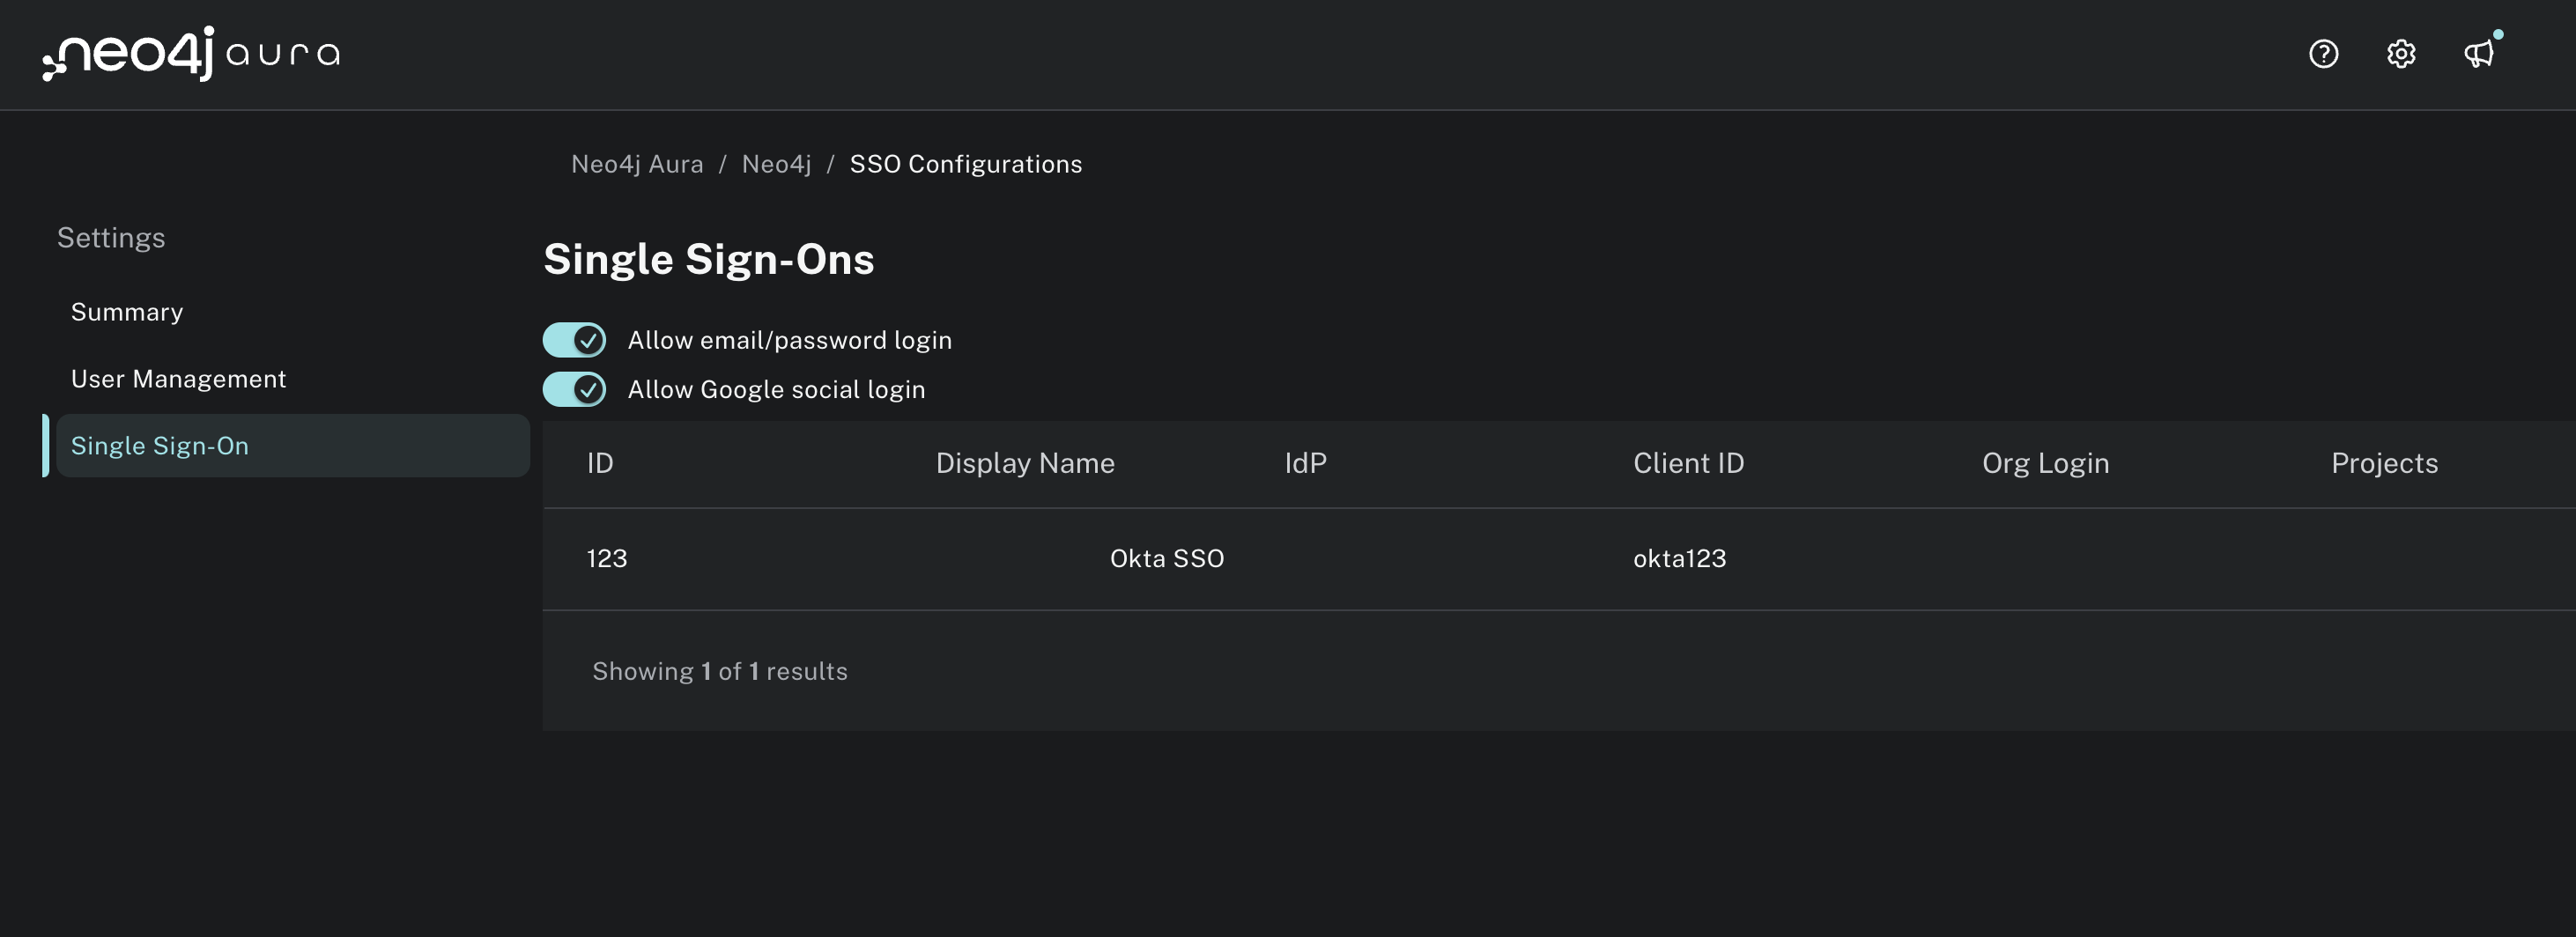 neo4j aura
Neo4j Aura / Neo4j / SSO Configurations
Settings
Summary
User Management
Single Sign-On
Single Sign-Ons
Allow email/password login
Allow Google social login
ID Display Name IdP Client ID Org Login Projects
123 Okta SSO okta123
Showing 1 of 1 results